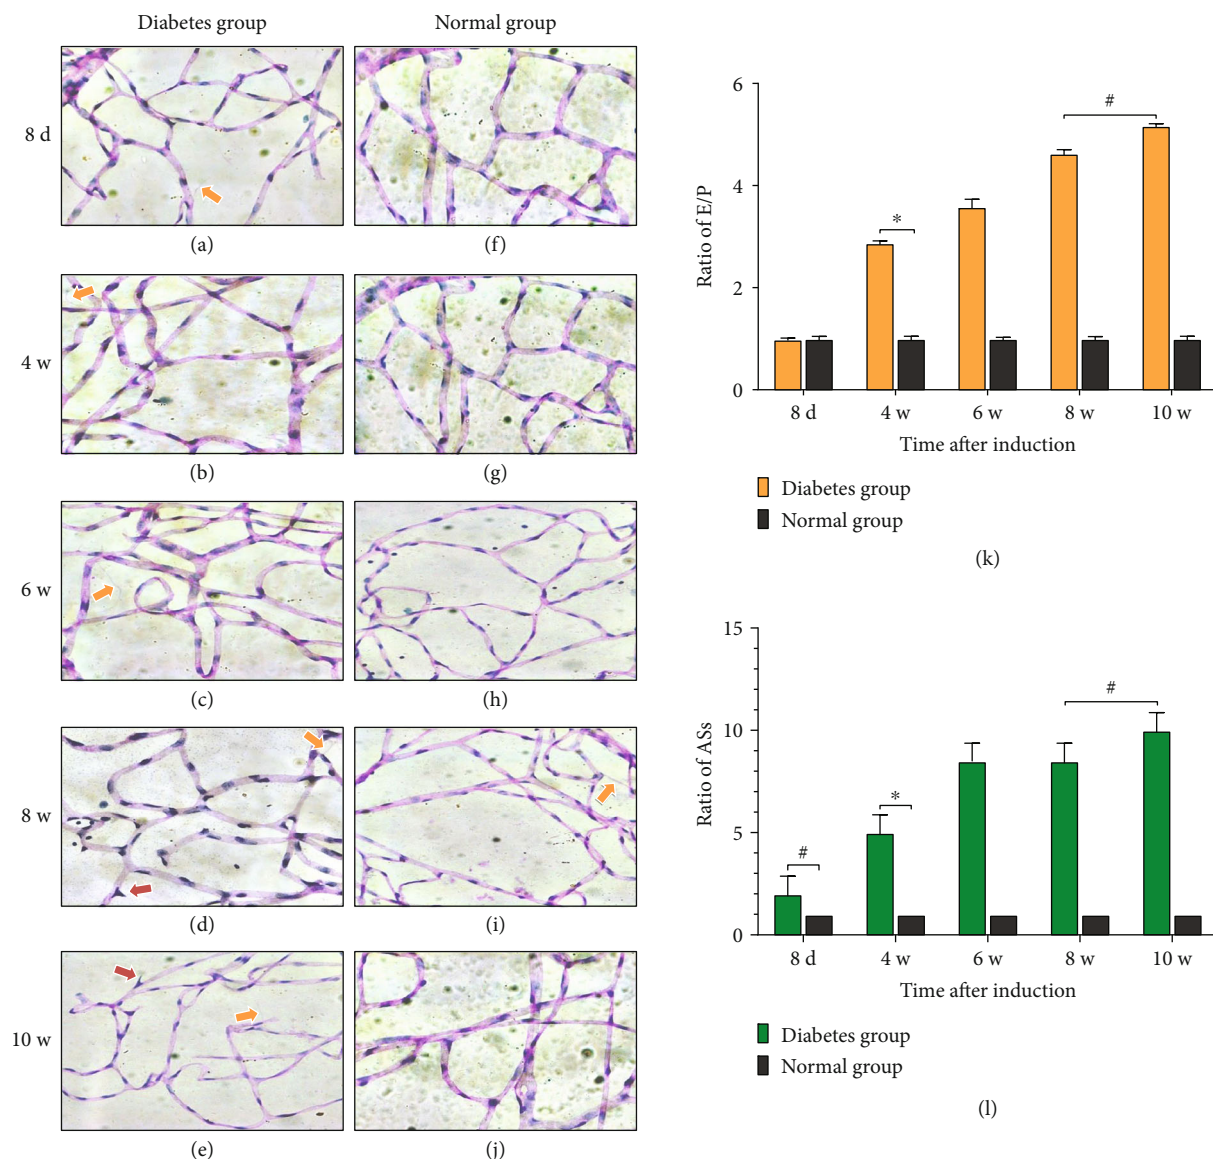 Diabetes group
Normal group
8 d
(a)
(f)
4 w
(b)
(g)
6 w
(c)
(h)
8 w
(d)
(i)
10 w
(e)
(j)
Ratio of E/P
6
4
2
0
*
#
8 d 4 w 6 w 8 w 10 w
Time after induction
Diabetes group
Normal group
(k)
Ratio of ASs
15
10
5
0
#
*
#
8 d 4 w 6 w 8 w 10 w
Time after induction
Diabetes group
Normal group
(l)